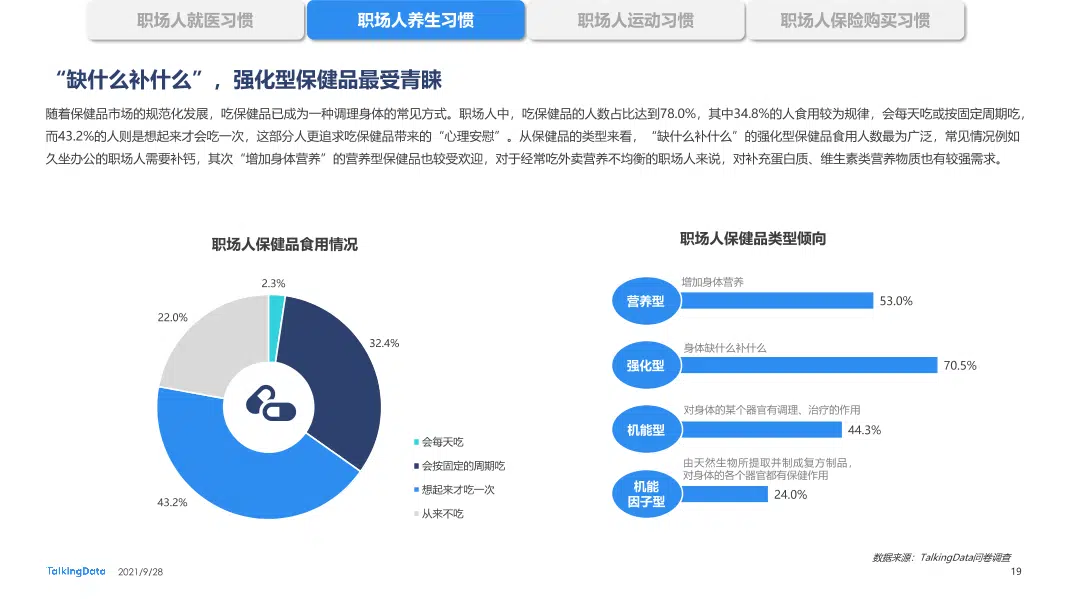 职场人就医习惯
职场人养生习惯
职场人运动习惯
职场人保险购买习惯
“缺什么补什么”，强化型保健品最受青睐
随着保健品市场的规范化发展，吃保健品已成为一种调理身体的常见方式。职场人中，吃保健品的人数占比达到78.0%，其中34.8%的人食用较为规律，会每天吃或按固定周期吃，
而43.2%的人则是想起来才会吃一次，这部分人更追求吃保健品带来的“心理安慰”。从保健品的类型来看，“缺什么补什么”的强化型保健品食用人数最为广泛，常见情况例如
久坐办公的职场人需要补钙，其次“增加身体营养”的营养型保健品也较受欢迎，对于经常吃外卖营养不均衡的职场人来说，对补充蛋白质、维生素类营养物质也有较强需求。
职场人保健品食用情况
2.3%
22.0%
32.4%
43.2%
会每天吃
会按固定的周期吃
想起来才吃一次
从来不吃
职场人保健品类型倾向
增加身体营养
营养型
53.0%
身体缺什么补什么
强化型
70.5%
对身体的某个器官有调理、治疗的作用
机能型
44.3%
由天然生物所提取并制成复方制品，
对身体的各个器官都有保健作用
机能
因子型
24.0%
数据来源：TalkingData问卷调查
TalkingData
2021/9/28
19